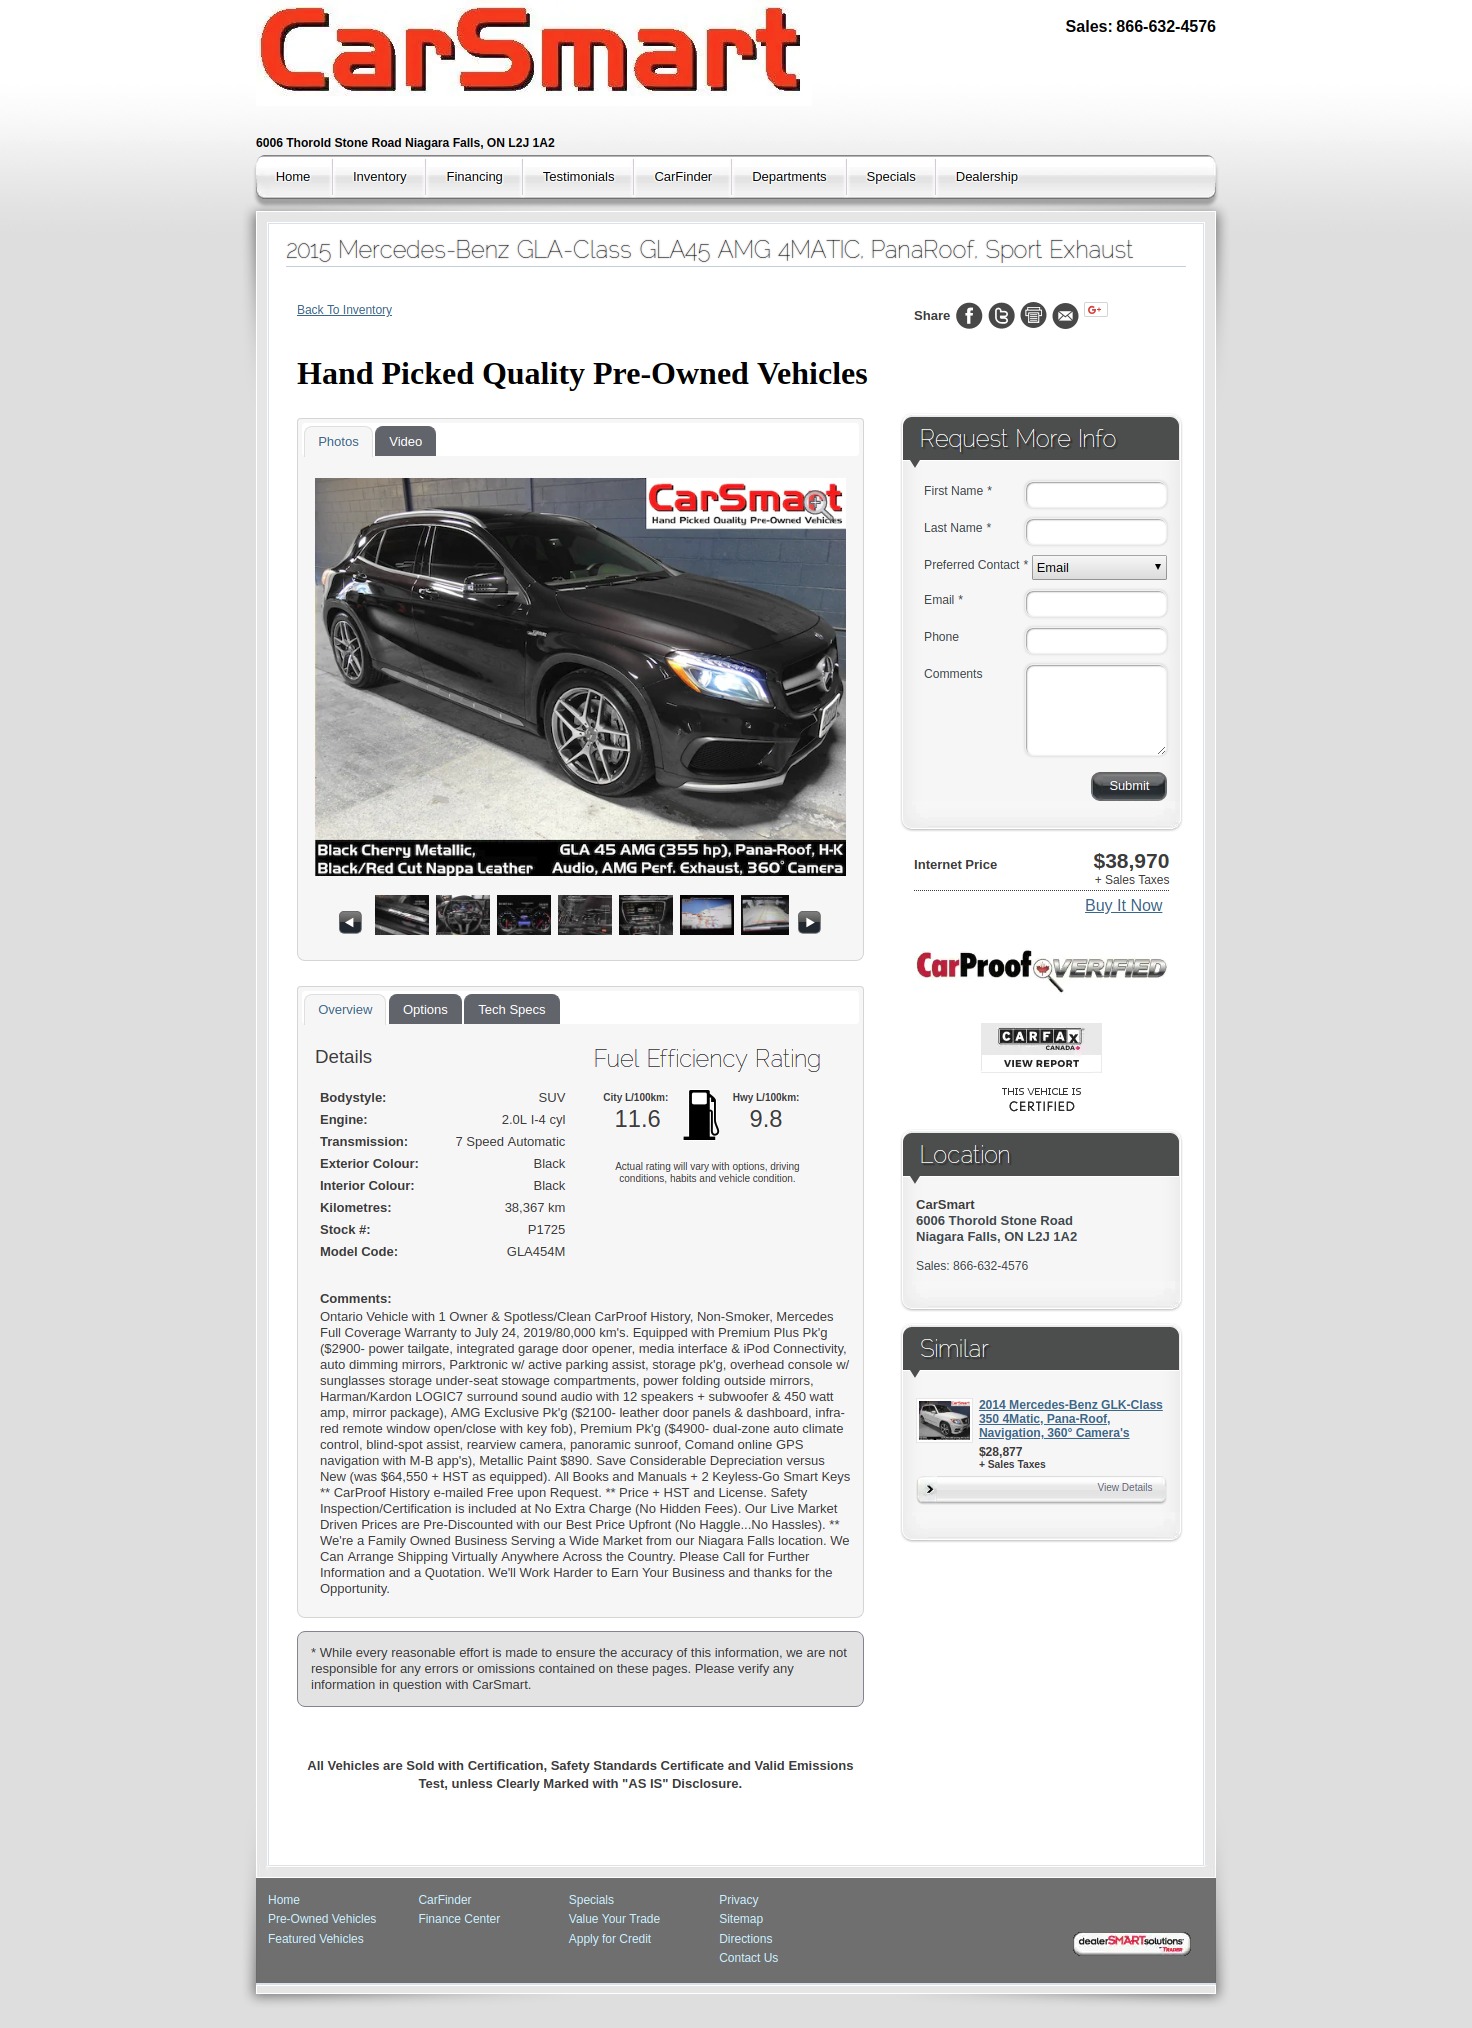 CarSmart
Sales: 866-632-4576
6006 Thorold Stone Road Niagara Falls, ON L2J 1A2
Home Inventory Financing Testimonials CarFinder Departments Specials Dealership
2015 Mercedes-Benz GLA-Class GLA45 AMG 4MATIC, PanaRoof, Sport Exhaust
Back To Inventory
Share
G+
Hand Picked Quality Pre-Owned Vehicles
Photos Video
CarSmart
Hand Picked Quality Pre-Owned Vehicles
Black Cherry Metallic, GLA 45 AMG (355 hp), Pana-Roof, H-K
Black/Red Cut Nappa Leather Audio, AMG Perf. Exhaust, 360° Camera
Request More Info
First Name *
Last Name *
Preferred Contact * Email
Email *
Phone
Comments
Submit
Internet Price $38,970
+ Sales Taxes
Buy It Now
CarProof VERIFIED
CARFAX
CANADA
VIEW REPORT
THIS VEHICLE IS
CERTIFIED
Overview Options Tech Specs
Details
Bodystyle: SUV
Engine: 2.0L I-4 cyl
Transmission: 7 Speed Automatic
Exterior Colour: Black
Interior Colour: Black
Kilometres: 38,367 km
Stock #: P1725
Model Code: GLA454M
Fuel Efficiency Rating
City L/100km: Hwy L/100km:
11.6 9.8
Actual rating will vary with options, driving
conditions, habits and vehicle condition.
Comments:
Ontario Vehicle with 1 Owner & Spotless/Clean CarProof History, Non-Smoker, Mercedes
Full Coverage Warranty to July 24, 2019/80,000 km's. Equipped with Premium Plus Pk'g
($2900- power tailgate, integrated garage door opener, media interface & iPod Connectivity,
auto dimming mirrors, Parktronic w/ active parking assist, storage pk'g, overhead console w/
sunglasses storage under-seat stowage compartments, power folding outside mirrors,
Harman/Kardon LOGIC7 surround sound audio with 12 speakers + subwoofer & 450 watt
amp, mirror package), AMG Exclusive Pk'g ($2100- leather door panels & dashboard, infra-
red remote window open/close with key fob), Premium Pk'g ($4900- dual-zone auto climate
control, blind-spot assist, rearview camera, panoramic sunroof, Comand online GPS
navigation with M-B app's), Metallic Paint $890. Save Considerable Depreciation versus
New (was $64,550 + HST as equipped). All Books and Manuals + 2 Keyless-Go Smart Keys
** CarProof History e-mailed Free upon Request. ** Price + HST and License. Safety
Inspection/Certification is included at No Extra Charge (No Hidden Fees). Our Live Market
Driven Prices are Pre-Discounted with our Best Price Upfront (No Haggle...No Hassles). **
We're a Family Owned Business Serving a Wide Market from our Niagara Falls location. We
Can Arrange Shipping Virtually Anywhere Across the Country. Please Call for Further
Information and a Quotation. We'll Work Harder to Earn Your Business and thanks for the
Opportunity.
Location
CarSmart
6006 Thorold Stone Road
Niagara Falls, ON L2J 1A2
Sales: 866-632-4576
Similar
2014 Mercedes-Benz GLK-Class
350 4Matic, Pana-Roof,
Navigation, 360° Camera's
$28,877
+ Sales Taxes
View Details
* While every reasonable effort is made to ensure the accuracy of this information, we are not
responsible for any errors or omissions contained on these pages. Please verify any
information in question with CarSmart.
All Vehicles are Sold with Certification, Safety Standards Certificate and Valid Emissions
Test, unless Clearly Marked with "AS IS" Disclosure.
Home CarFinder Specials Privacy
Pre-Owned Vehicles Finance Center Value Your Trade Sitemap
Featured Vehicles Apply for Credit Directions
Contact Us
dealerSMARTsolutions
TRADER